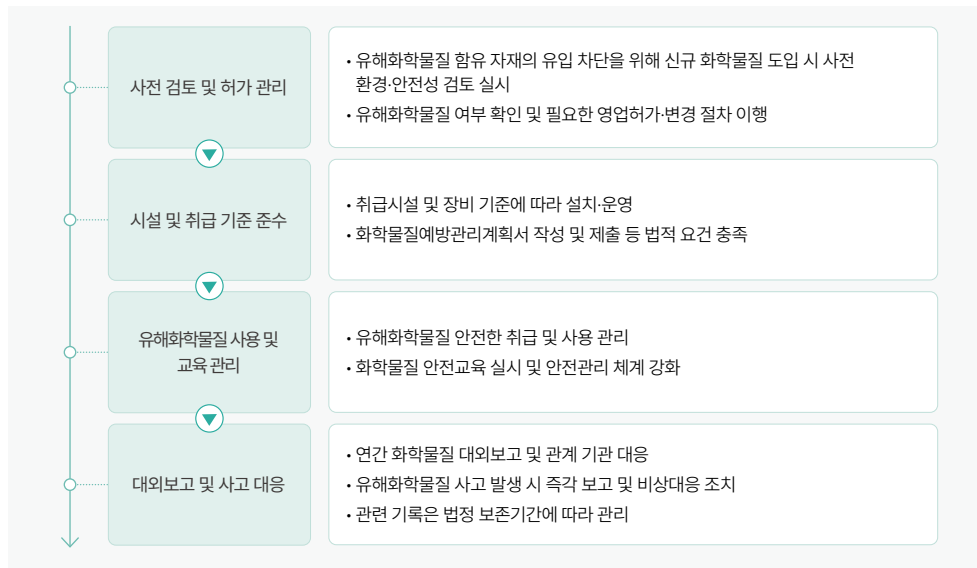 사전 검토 및 허가 관리
• 유해화학물질 함유 자재의 유입 차단을 위해 신규 화학물질 도입 시 사전
환경·안전성 검토 실시
• 유해화학물질 여부 확인 및 필요한 영업허가·변경 절차 이행
시설 및 취급 기준 준수
• 취급시설 및 장비 기준에 따라 설치·운영
• 화학물질예방관리계획서 작성 및 제출 등 법적 요건 충족
유해화학물질 사용 및
교육 관리
• 유해화학물질 안전한 취급 및 사용 관리
• 화학물질 안전교육 실시 및 안전관리 체계 강화
대외보고 및 사고 대응
• 연간 화학물질 대외보고 및 관계 기관 대응
• 유해화학물질 사고 발생 시 즉각 보고 및 비상대응 조치
• 관련 기록은 법정 보존기간에 따라 관리